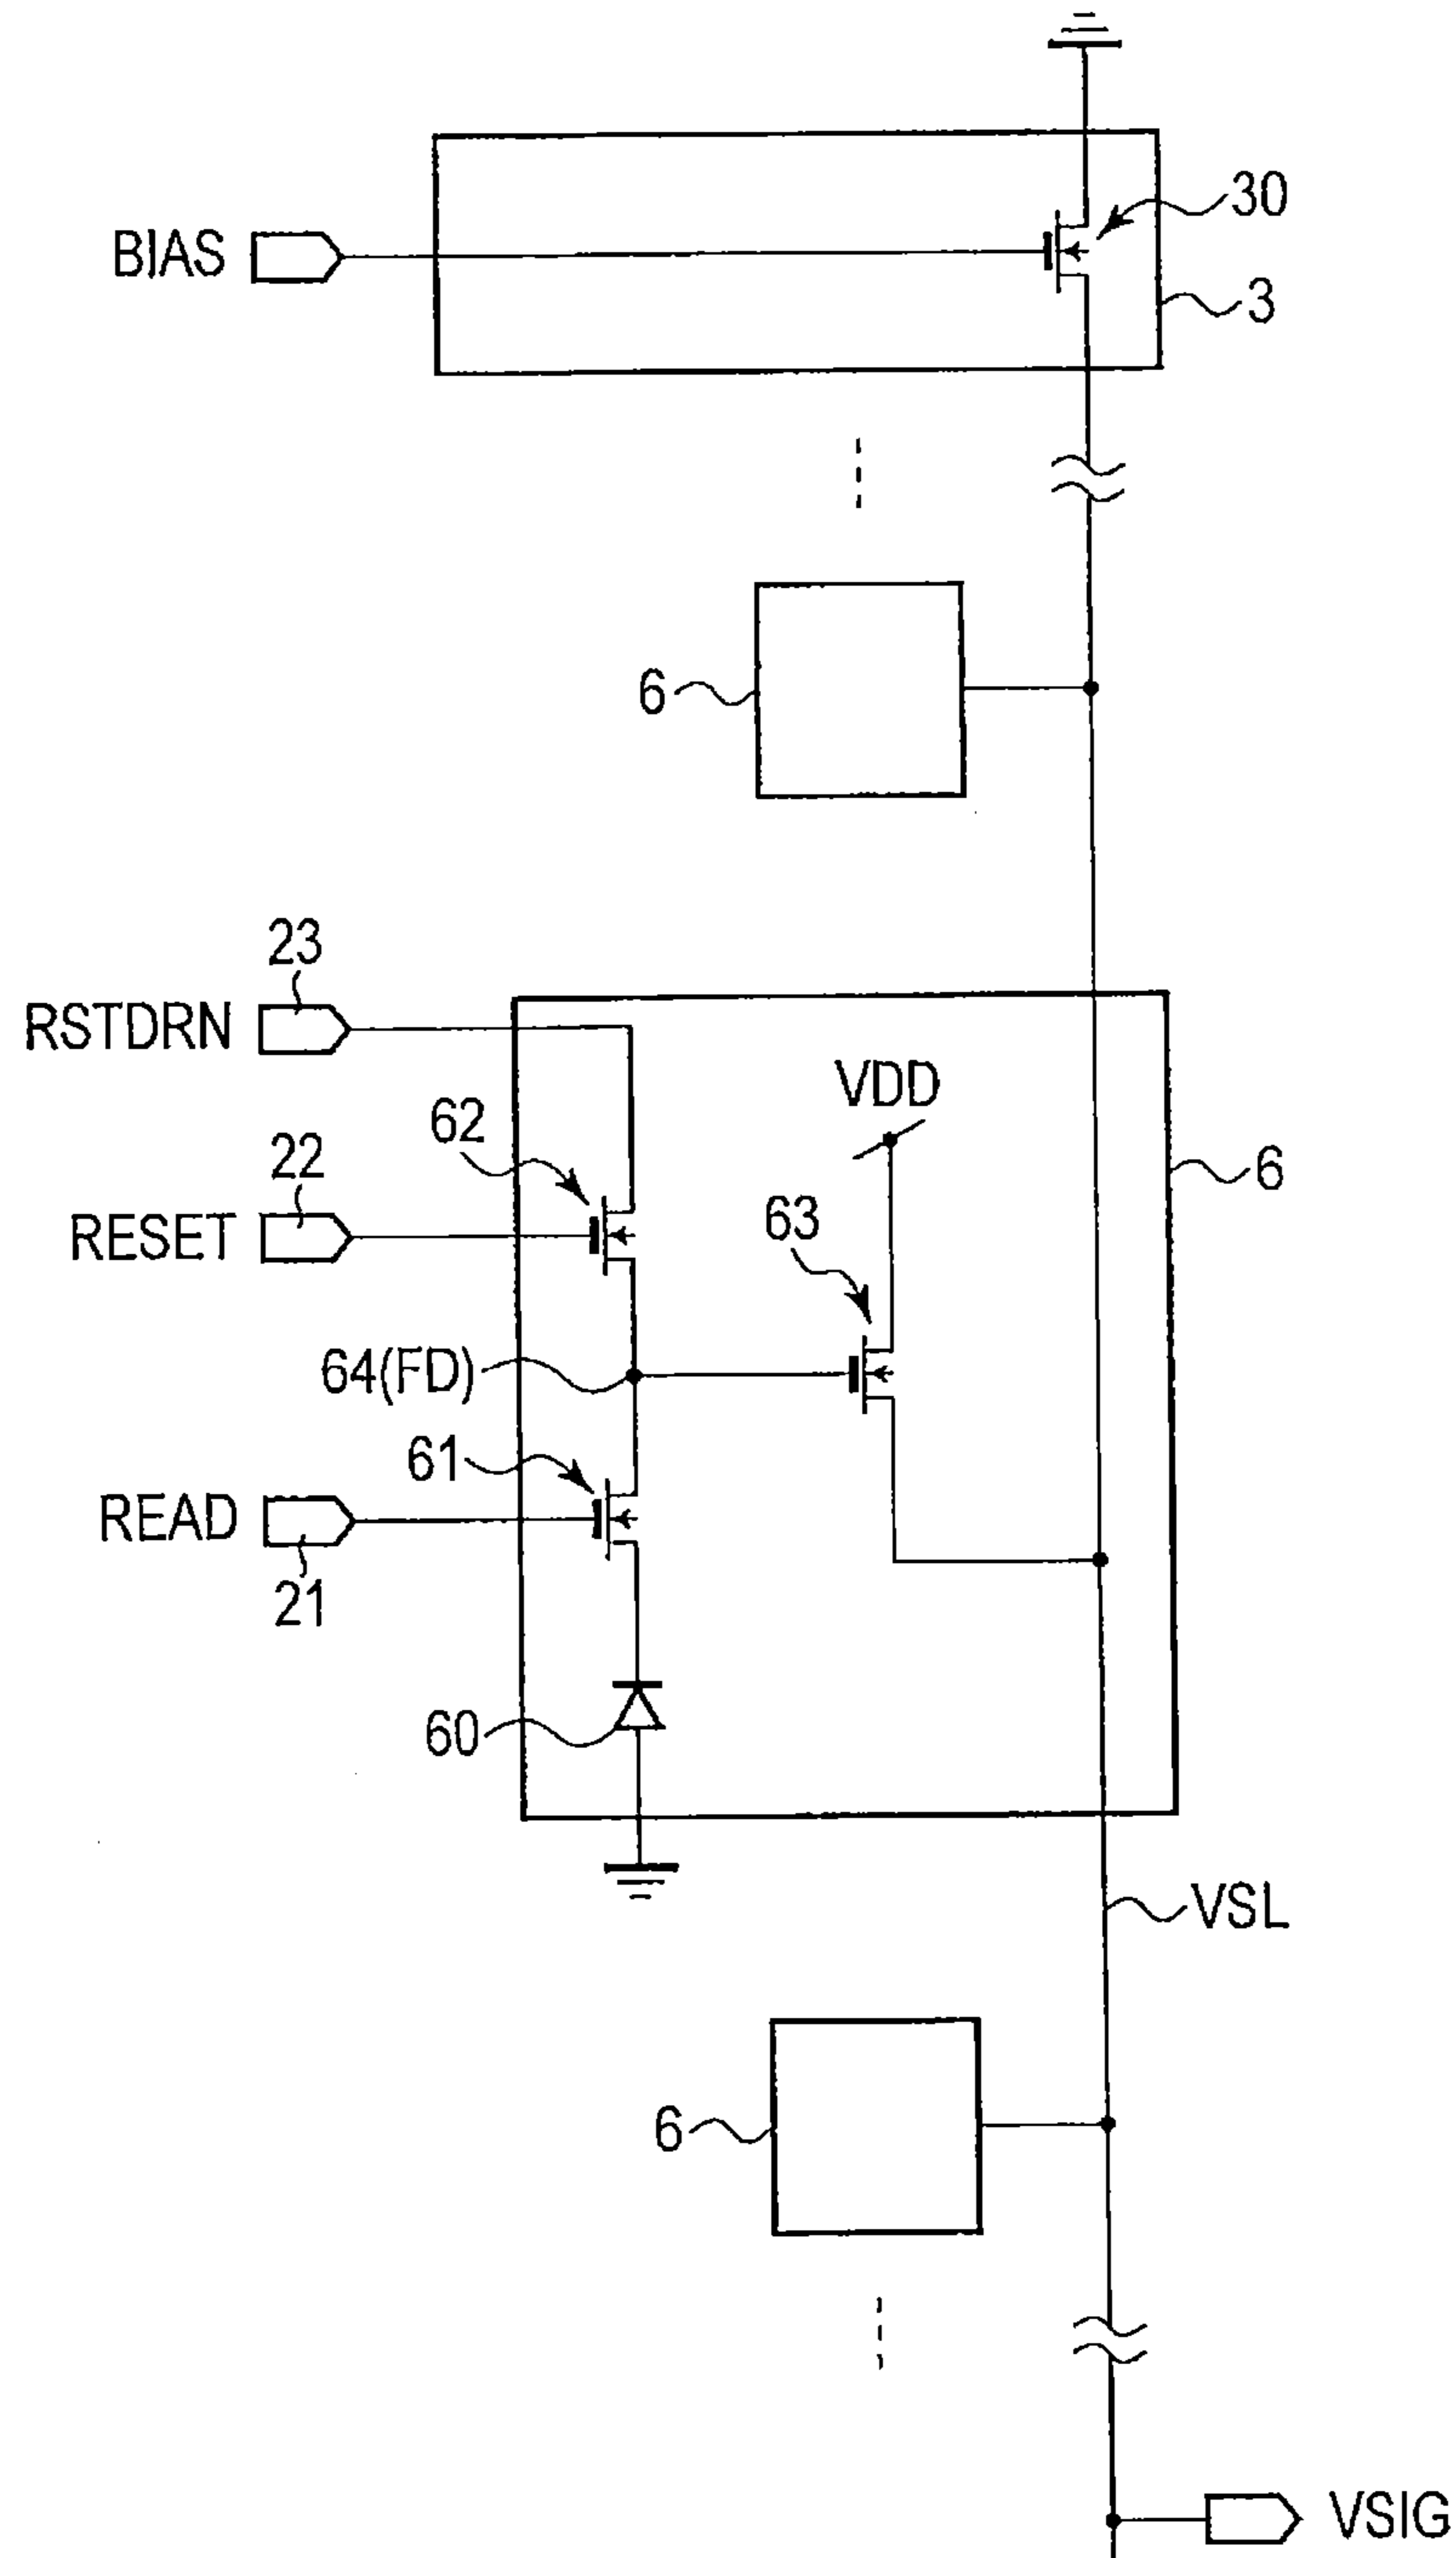 30
BIAS
3
6
23
RSTDRN
VDD
62
22
6
RESET
63
64(FD)
61
READ
21
60
VSL
6
VSIG